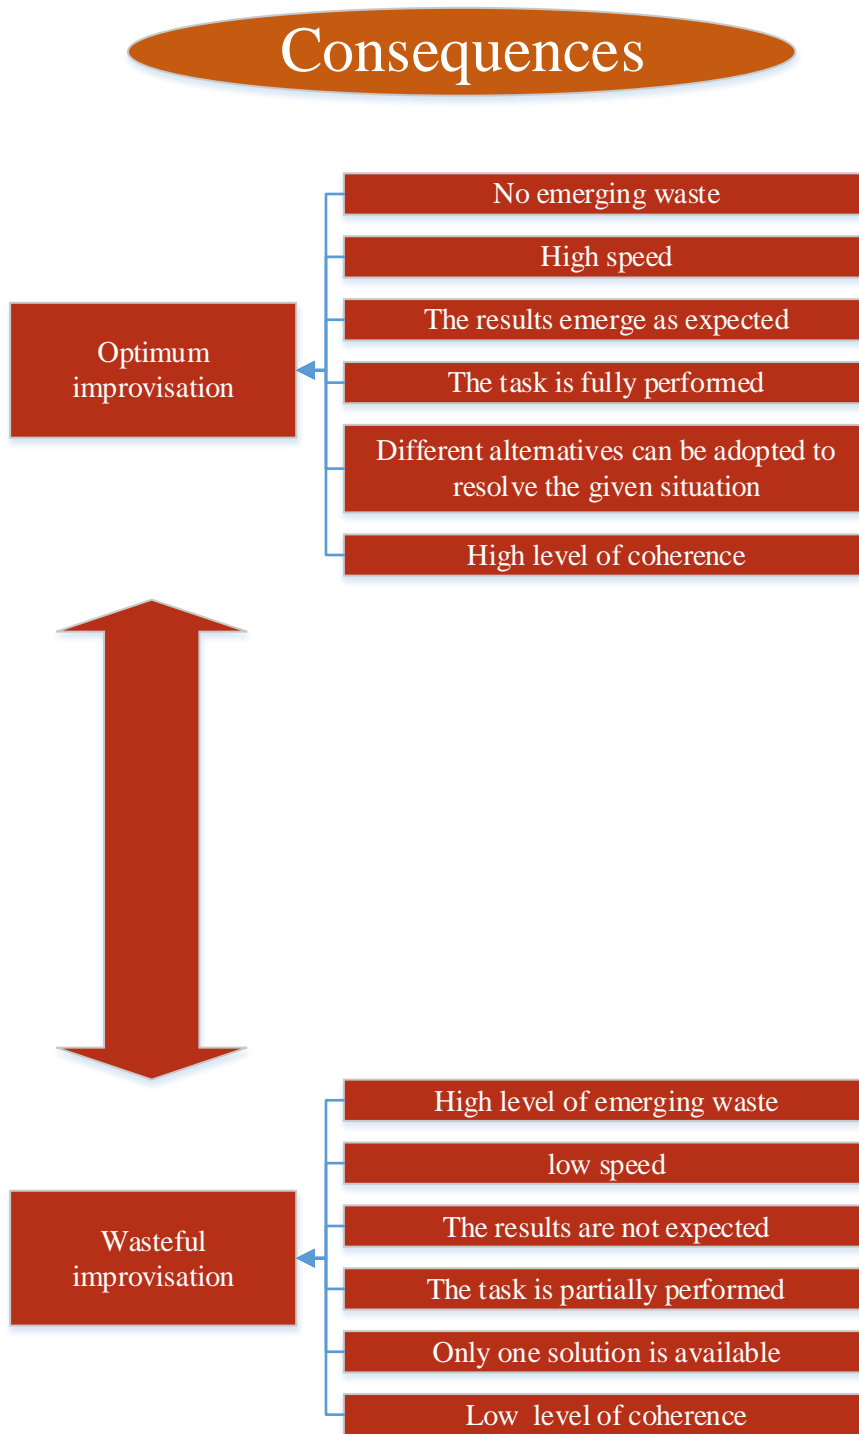 Consequences
No emerging waste
High speed
The results emerge as expected
Optimum
improvisation
The task is fully performed
Different alternatives can be adopted to
resolve the given situation
High level of coherence
High level of emerging waste
low speed
The results are not expected
Wasteful
improvisation
The task is partially performed
Only one solution is available
Low level of coherence